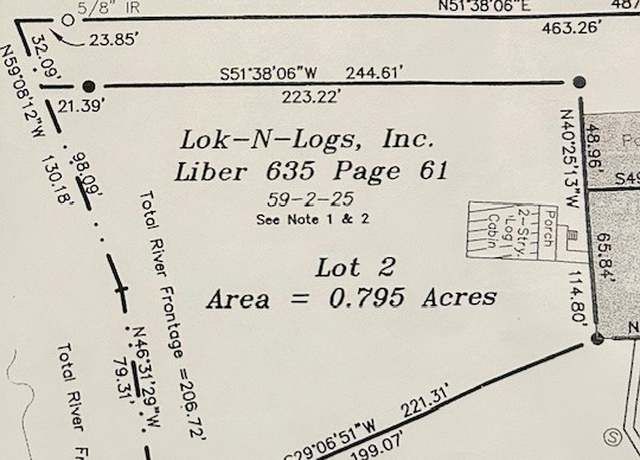 5/8" IR
N51°38'06"E
487
463.26'
23.85'
32.09'
N59°08'12"W
130.18'
S51°38'06"W 244.61'
223.22'
21.39'
98.09'
Lok-N-Logs, Inc.
Liber 635 Page 61
59-2-25
See Note 1 & 2
Lot 2
Area = 0.795 Acres
N40°25'13"W
114.80'
48.96'
65.84'
S49
Porch
2-Stry.
Log
Cabin
Total River Frontage =206.72'
N46°31'29"W
79.31'
Total River Fr
S29°06'51"W 221.31'
199.07'
N
S